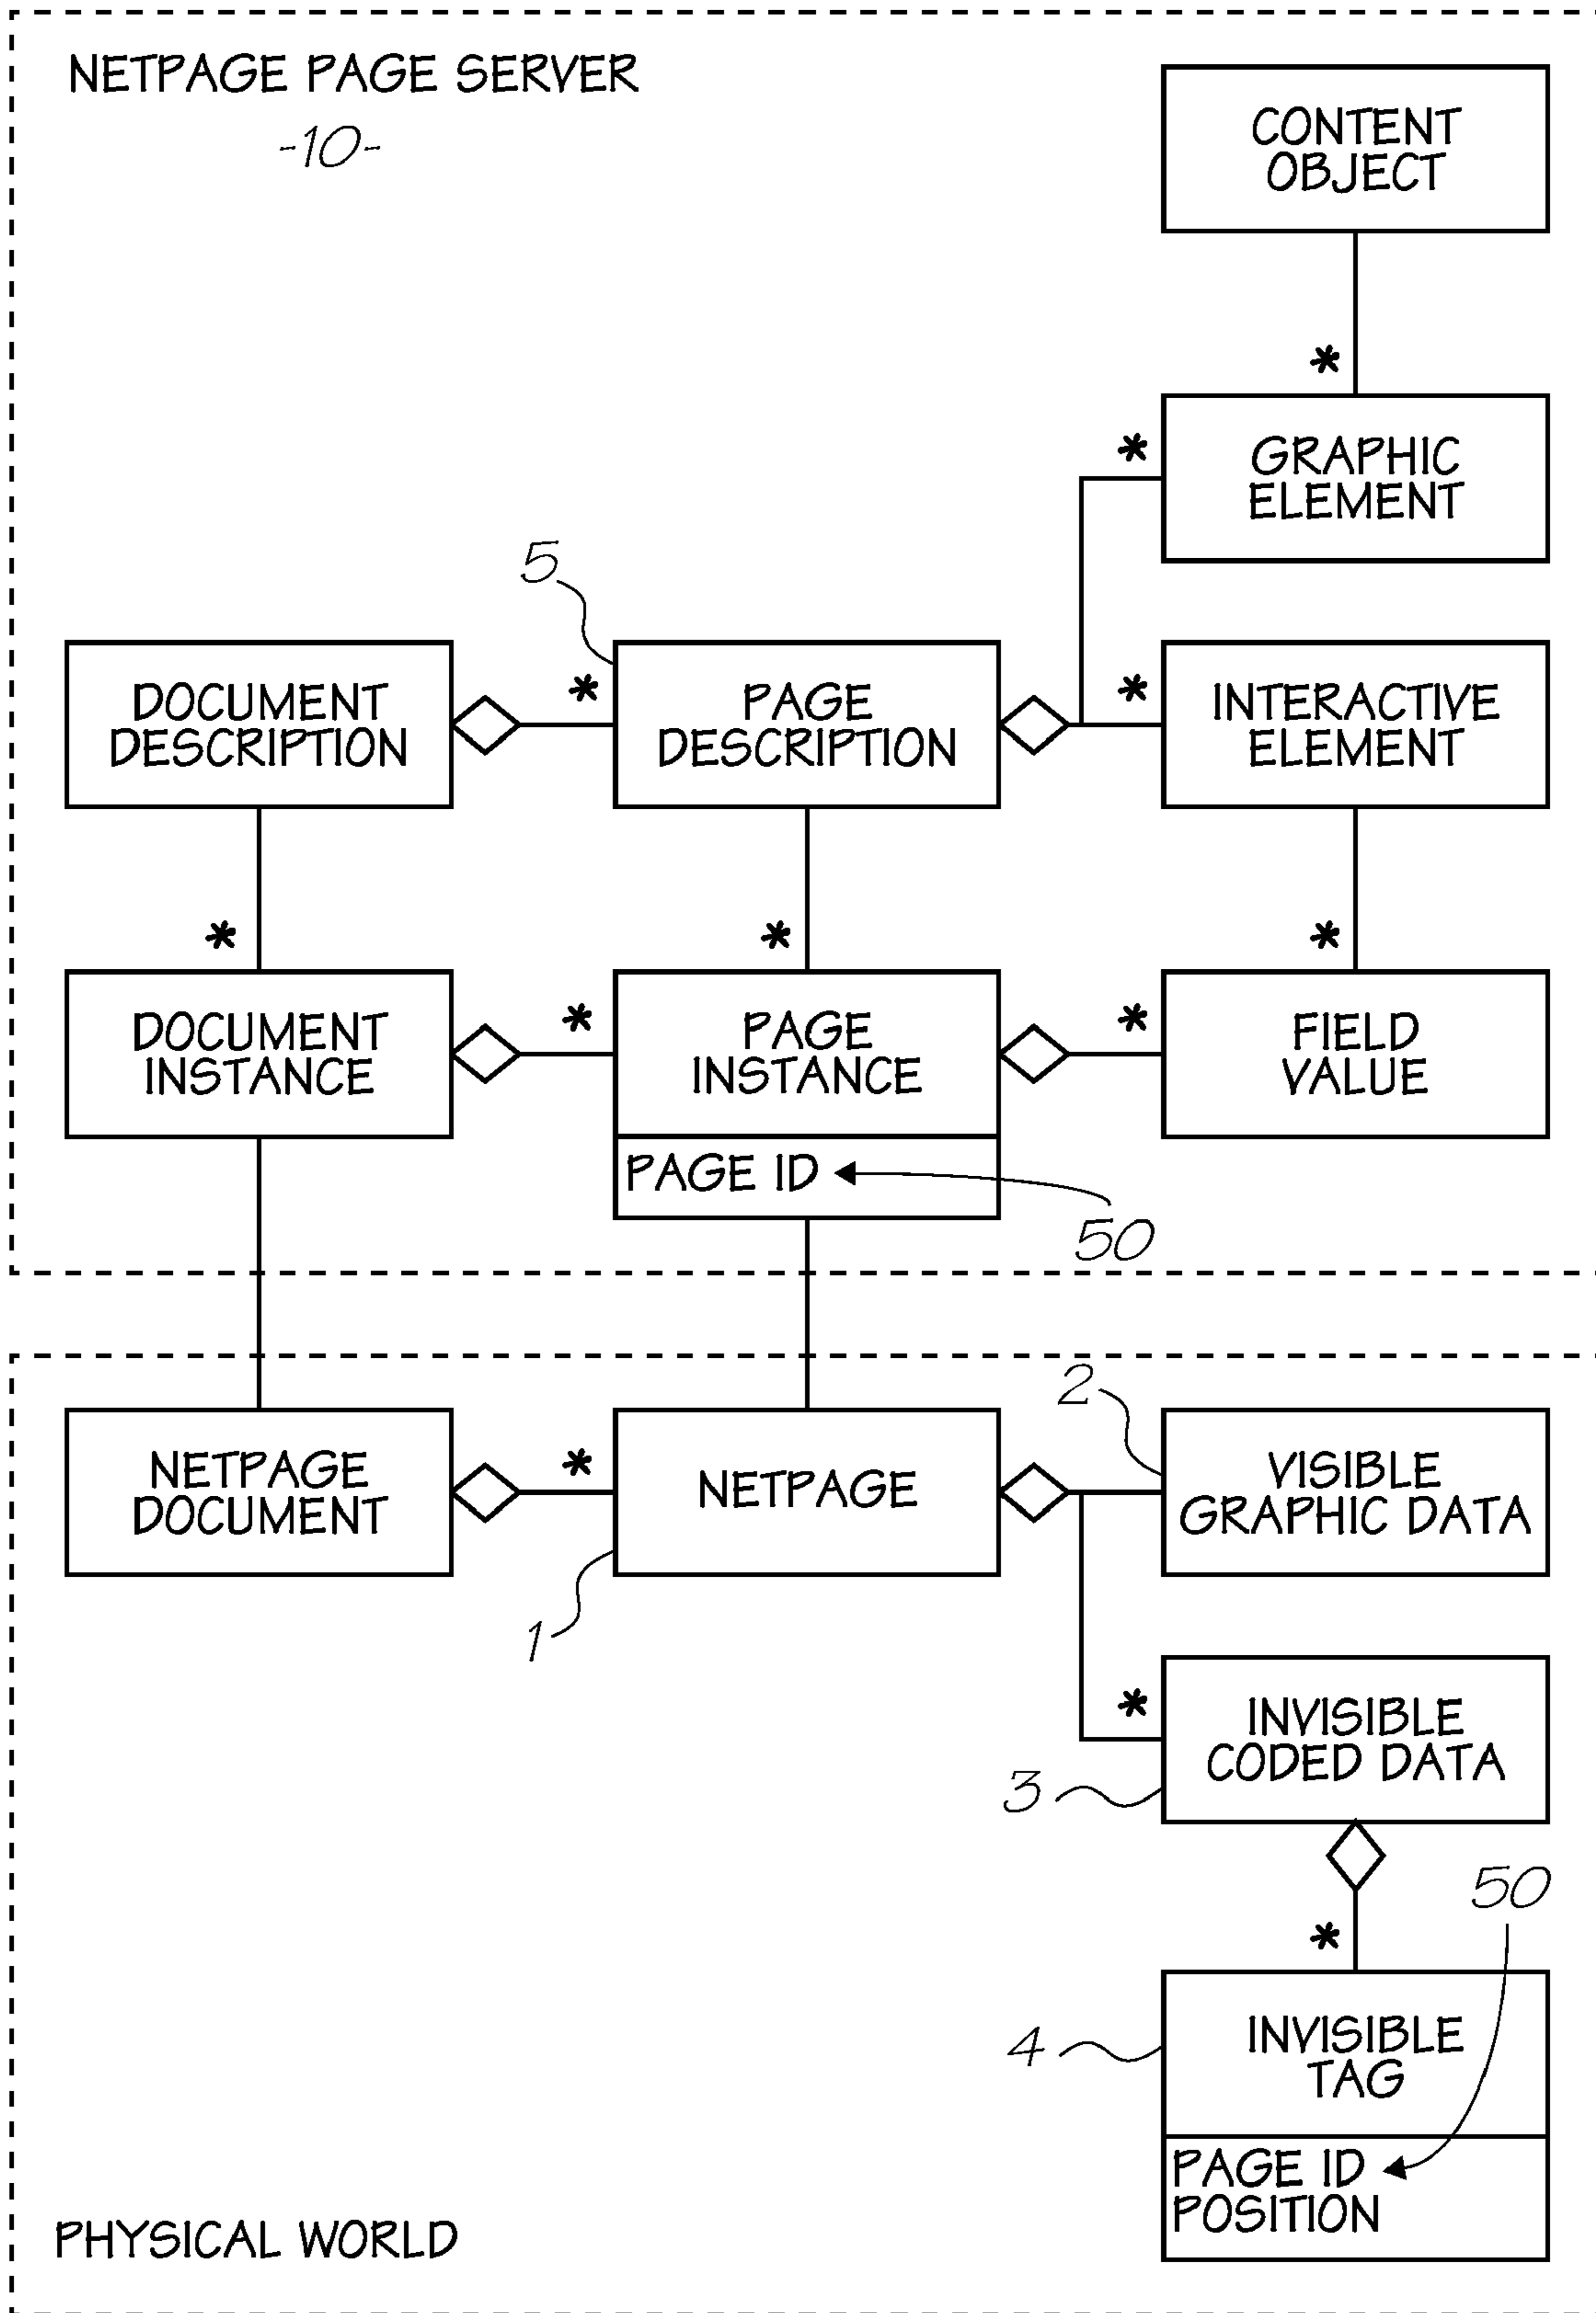 NETPAGE PAGE SERVER
-10-
CONTENT
OBJECT
*
*
GRAPHIC
ELEMENT
5
DOCUMENT
DESCRIPTION
*
PAGE
DESCRIPTION
*
INTERACTIVE
ELEMENT
*
*
*
DOCUMENT
INSTANCE
*
PAGE
INSTANCE
*
FIELD
VALUE
PAGE ID
50
2
NETPAGE
DOCUMENT
*
NETPAGE
VISIBLE
GRAPHIC DATA
1
*
INVISIBLE
CODED DATA
3
50
*
4
INVISIBLE
TAG
PAGE ID
POSITION
PHYSICAL WORLD